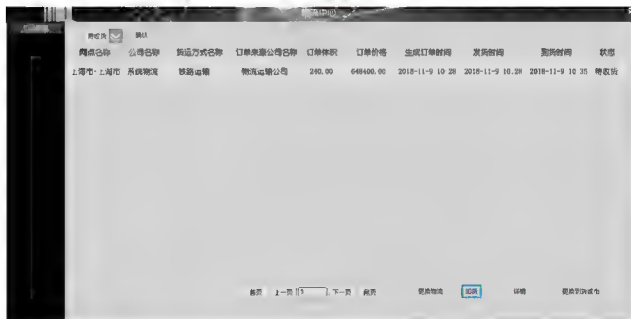 物流中心
待收货 确认
网点名称 公司名称 货运方式名称 订单来源公司名称 订单体积 订单价格 生成订单时间 发货时间 到货时间 状态
上海市-上海市 系统物流 铁路运输 物流运输公司 240.00 648400.00 2018-11-9 10 28 2018-11-9 10.28 2018-11-9 10 35 待收货
首页 上一页 下一页 尾页 更换物流 详细 更换到货城市